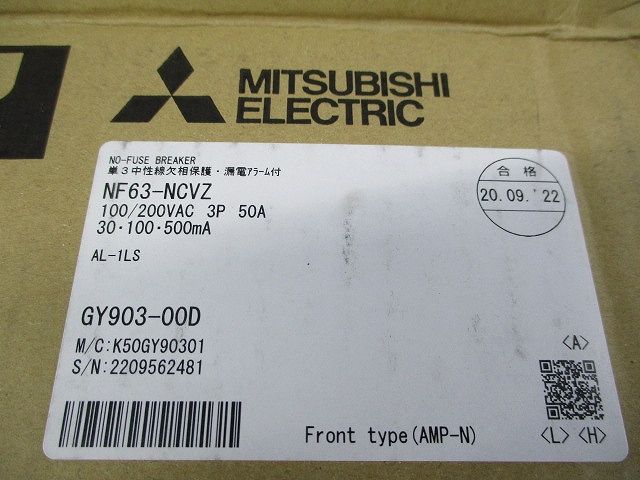 MITSUBISHI
ELECTRIC
NO-FUSE BREAKER
単3中性線欠相保護・漏電アラーム付
NF63-NCVZ
100/200VAC 3P 50A
30・100・500mA
AL-1LS
合格
20.09.'22
GY903-00D
M/C:K50GY90301
S/N:2209562481
<A>
Front type(AMP-N)
<L> <H>